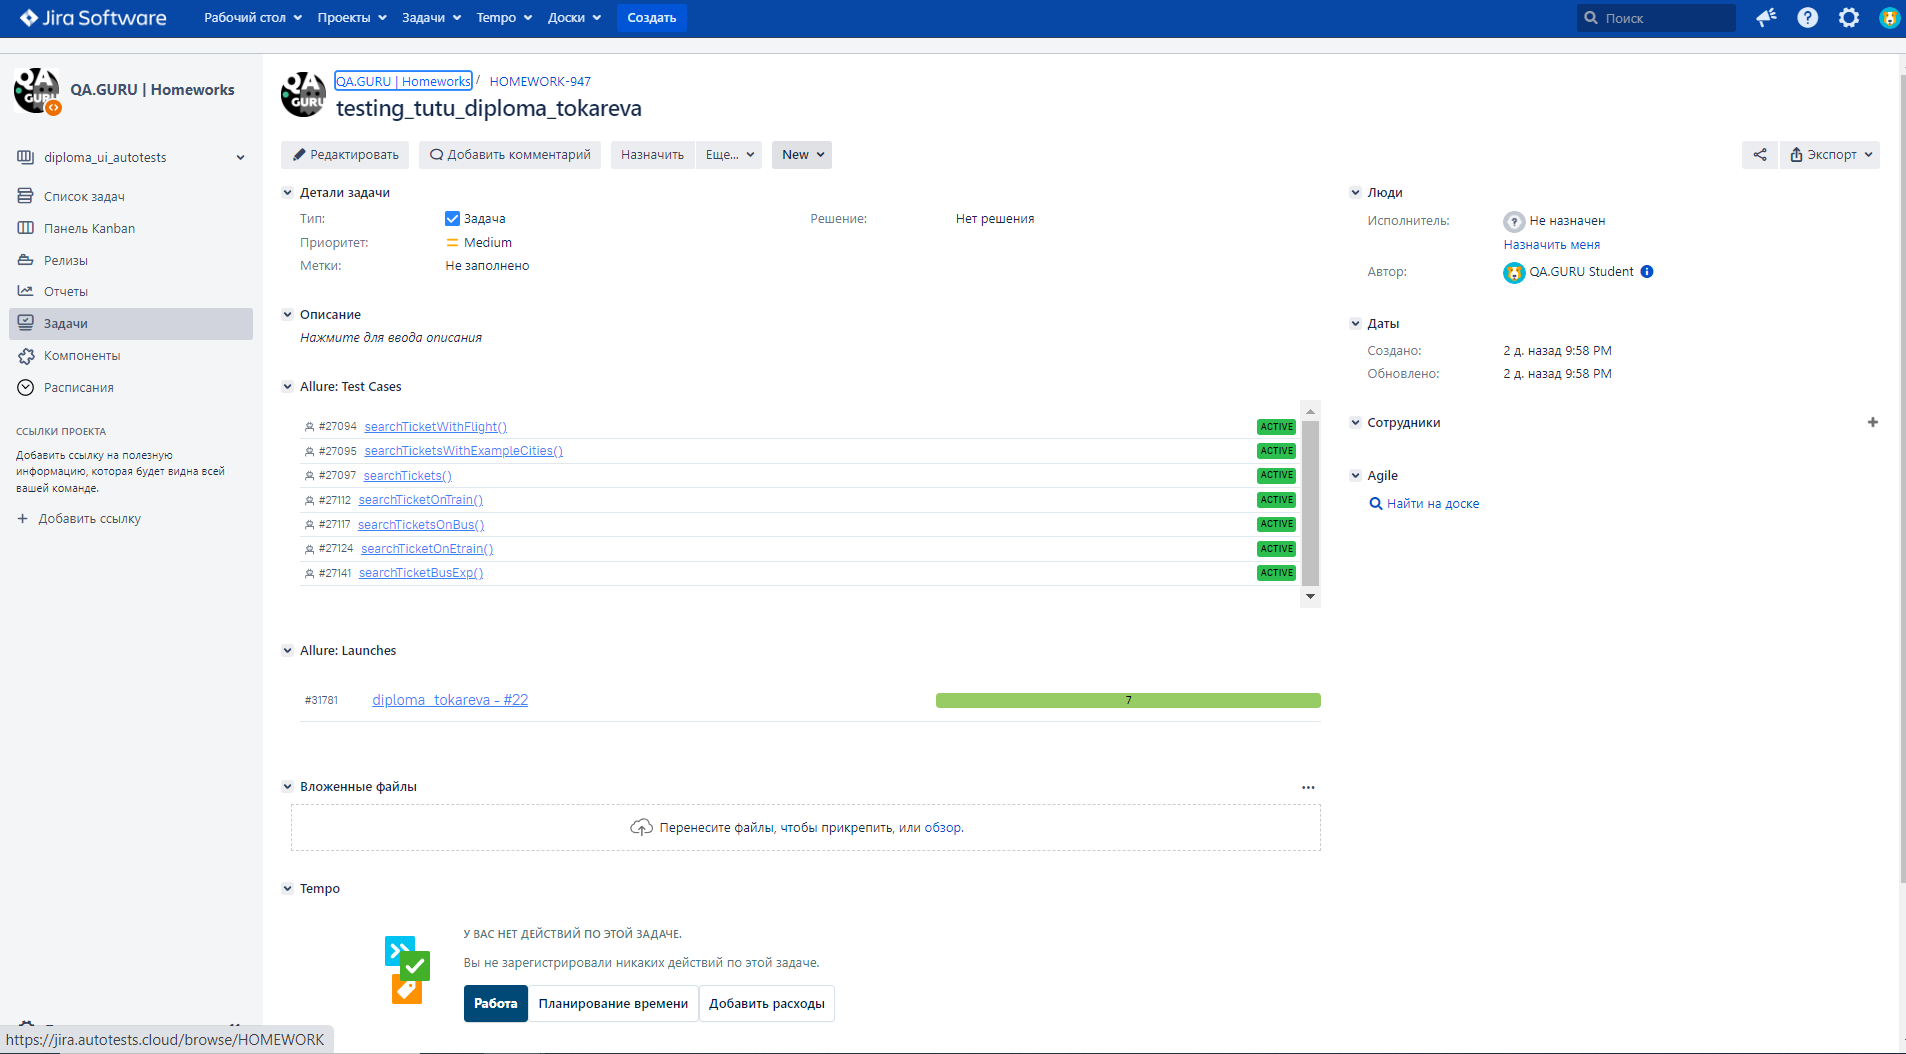 Jira Software
Рабочий стол
Проекты
Задачи
Tempo
Доски
Создать
Поиск
QA.GURU | Homeworks
diploma_ui_autotests
Список задач
Панель Kanban
Релизы
Отчеты
Задачи
Компоненты
Расписания
ССЫЛКИ ПРОЕКТА
Добавить ссылку на полезную
информацию, которая будет видна всей
вашей команде.
+ Добавить ссылку
QA.GURU | Homeworks / HOMEWORK-947
testing_tutu_diploma_tokareva
Редактировать
Добавить комментарий
Назначить
Еще...
New
Экспорт
Детали задачи
Тип: Задача
Решение: Нет решения
Приоритет: Medium
Метки: Не заполнено
Описание
Нажмите для ввода описания
Allure: Test Cases
#27094 searchTicketWithFlight() ACTIVE
#27095 searchTicketsWithExampleCities() ACTIVE
#27097 searchTickets() ACTIVE
#27112 searchTicketOnTrain() ACTIVE
#27117 searchTicketsOnBus() ACTIVE
#27124 searchTicketOnEtrain() ACTIVE
#27141 searchTicketBusExp() ACTIVE
Allure: Launches
#31781 diploma_tokareva - #22 7
Вложенные файлы
Перенесите файлы, чтобы прикрепить, или обзор.
Tempo
У ВАС НЕТ ДЕЙСТВИЙ ПО ЭТОЙ ЗАДАЧЕ.
Вы не зарегистрировали никаких действий по этой задаче.
Работа
Планирование времени
Добавить расходы
Люди
Исполнитель: Не назначен
Назначить меня
Автор: QA.GURU Student
Даты
Создано: 2 д. назад 9:58 PM
Обновлено: 2 д. назад 9:58 PM
Сотрудники
Agile
Найти на доске
https://jira.autotests.cloud/browse/HOMEWORK